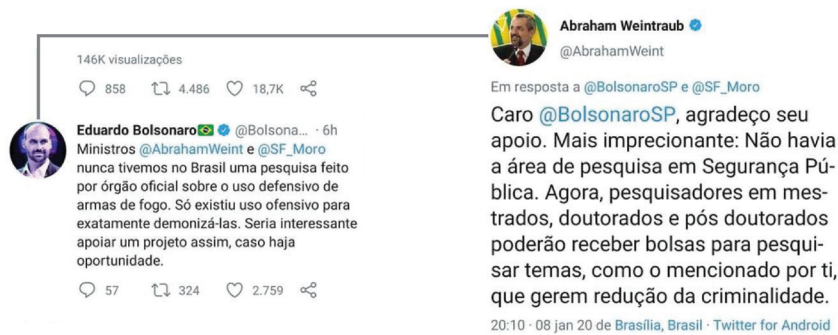 146K visualizações
858 4.486 18,7K
Eduardo Bolsonaro🇧🇷 @Bolsona... · 6h
Ministros @AbrahamWeint e @SF_Moro
nunca tivemos no Brasil uma pesquisa feito
por órgão oficial sobre o uso defensivo de
armas de fogo. Só existiu uso ofensivo para
exatamente demonizá-las. Seria interessante
apoiar um projeto assim, caso haja
oportunidade.
57 324 2.759
Abraham Weintraub
@AbrahamWeint
Em resposta a @BolsonaroSP e @SF_Moro
Caro @BolsonaroSP, agradeço seu
apoio. Mais imprecionante: Não havia
a área de pesquisa em Segurança Pú-
blica. Agora, pesquisadores em mes-
trados, doutorados e pós doutorados
poderão receber bolsas para pesqui-
sar temas, como o mencionado por ti,
que gerem redução da criminalidade.
20:10 · 08 jan 20 de Brasília, Brasil · Twitter for Android